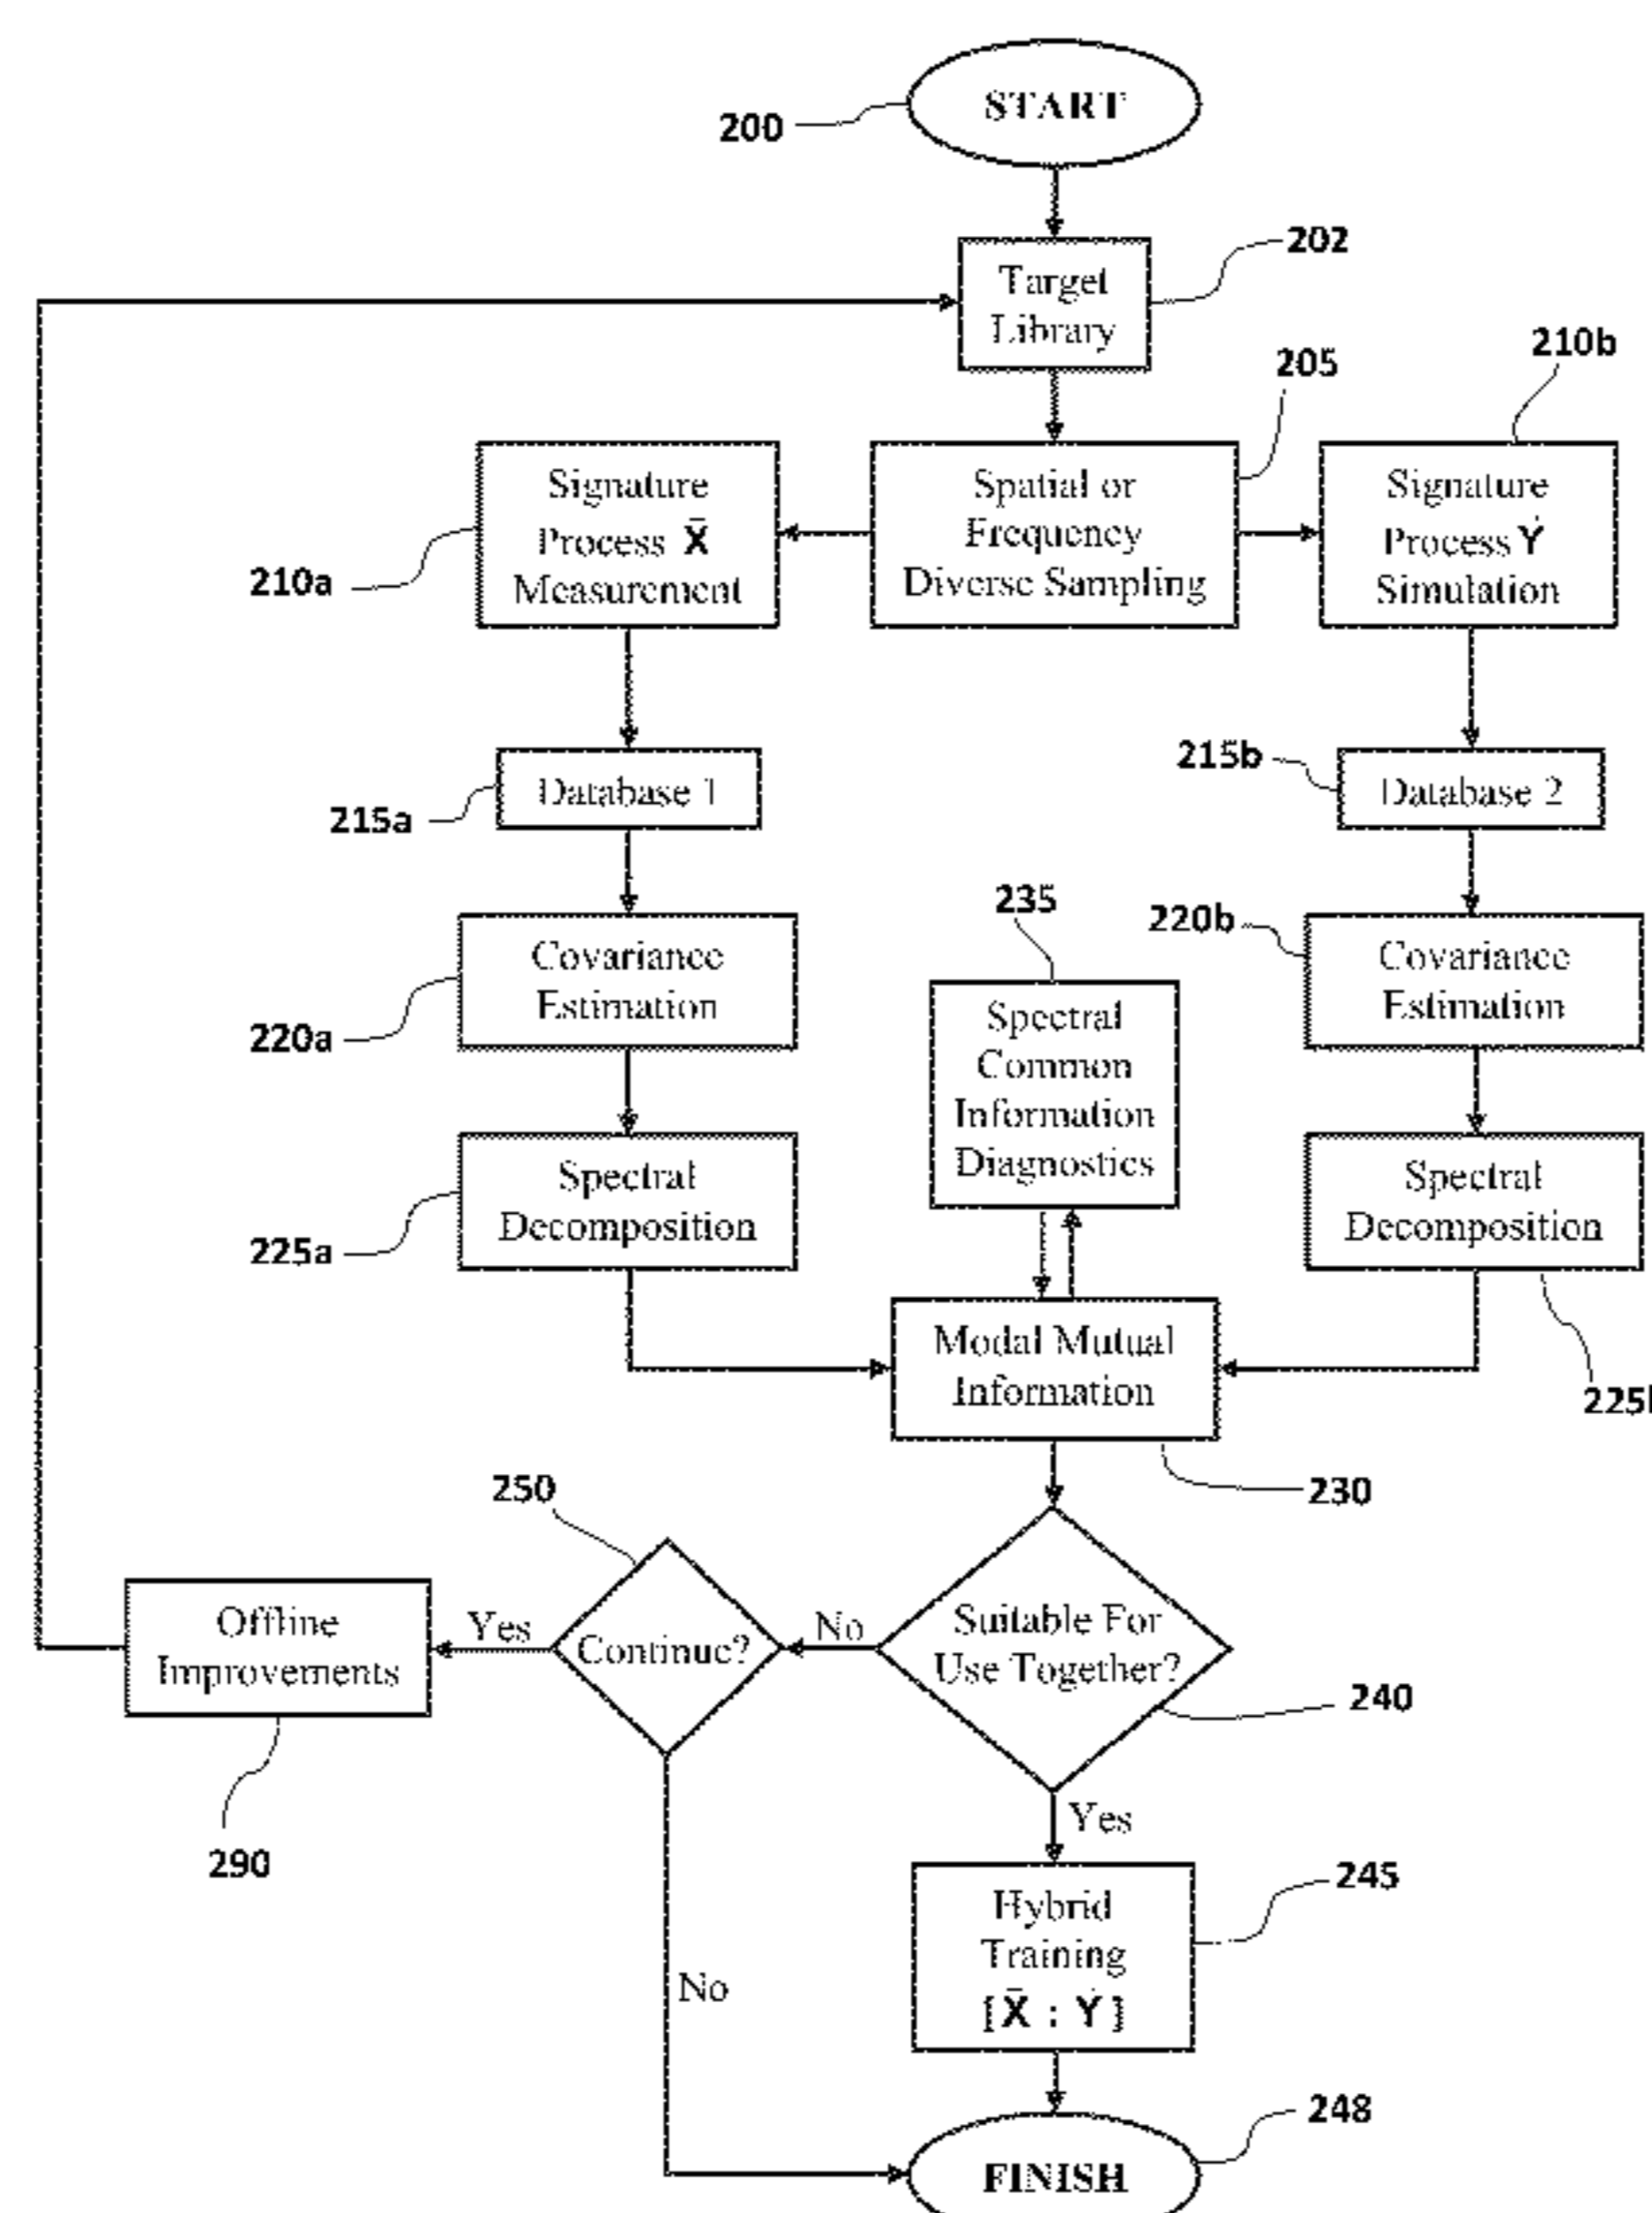 START
200
Target
Library
202
205
210b
Signature
Process X̄
Measurement
210a
Spatial or
Frequency
Diverse Sampling
Signature
Process Ẏ
Simulation
Database 1
215a
215b
Database 2
Covariance
Estimation
220a
235
Spectral
Common
Information
Diagnostics
220b
Covariance
Estimation
Spectral
Decomposition
225a
Spectral
Decomposition
Modal Mutual
Information
230
250
Offline
Improvements
290
Yes
Continue?
No
Suitable For
Use Together?
240
Yes
No
Hybrid
Training
[X̄ : Ẏ]
245
248
FINISH